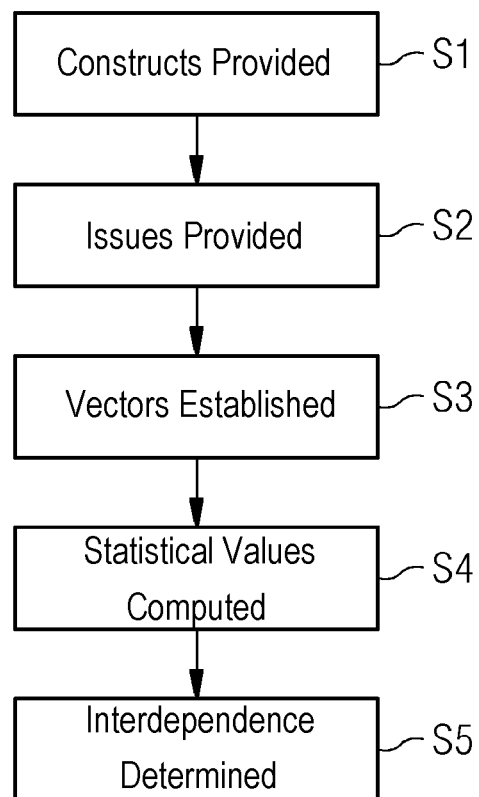 Constructs Provided
S1
Issues Provided
S2
Vectors Established
S3
Statistical Values
Computed
S4
Interdependence
Determined
S5